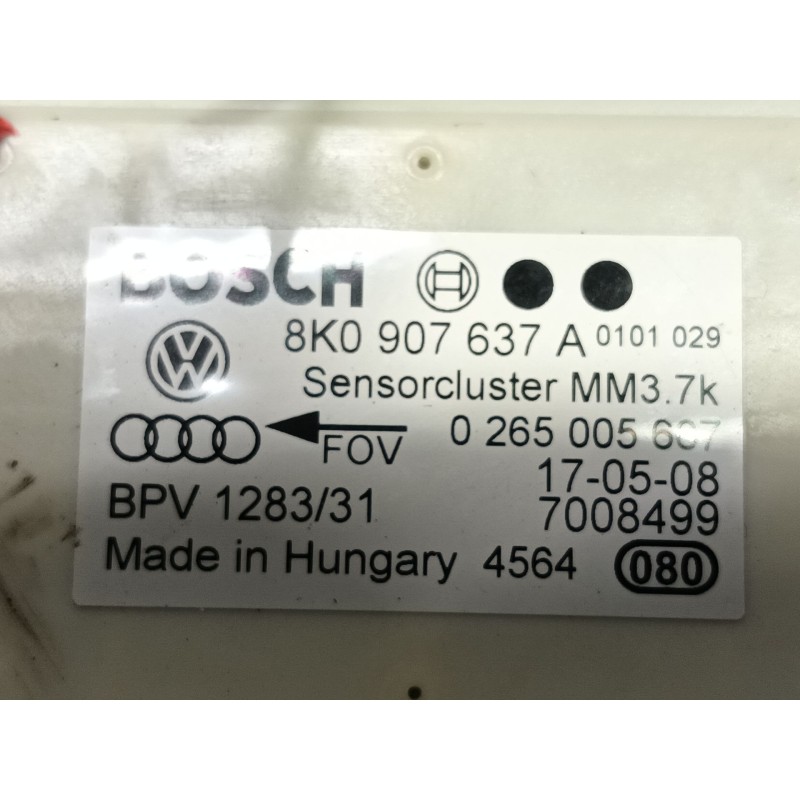 BOSCH
8K0 907 637 A 0101 029
Sensorcluster MM3.7k
FOV 0 265 005
BPV 1283/31 17-05-08
7008499
Made in Hungary 4564 080